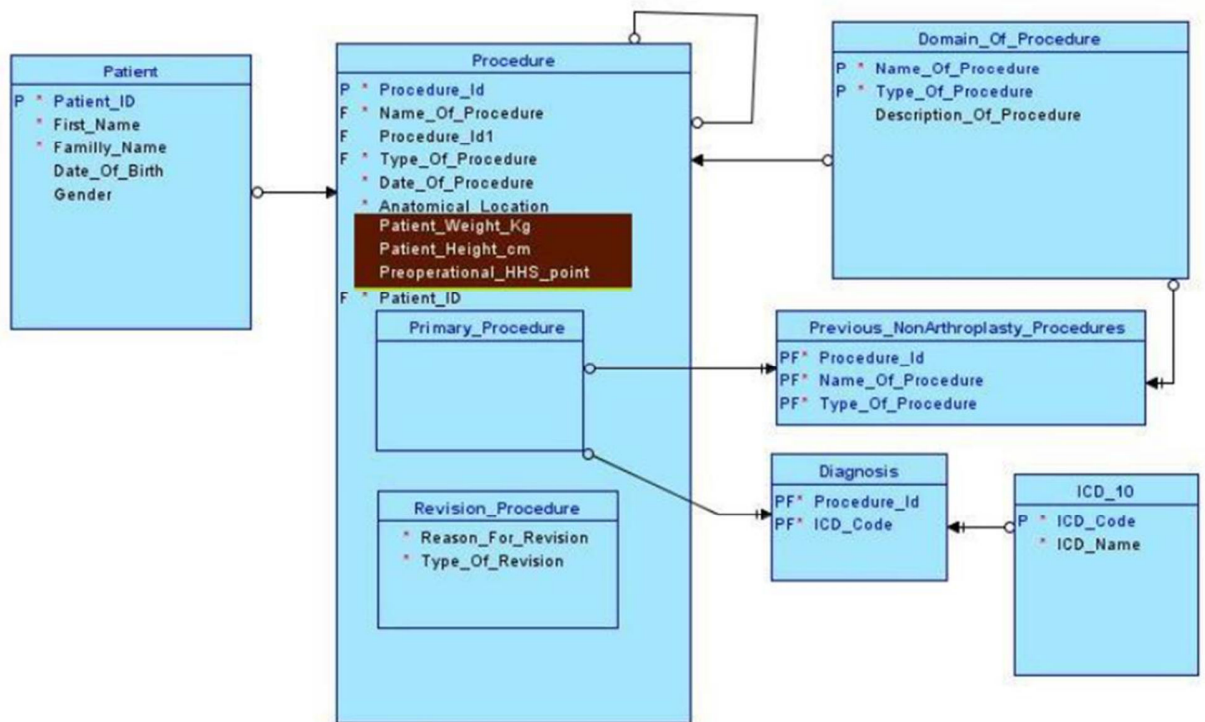 Patient
P * Patient_ID
* First_Name
* Familly_Name
Date_Of_Birth
Gender
Procedure
P * Procedure_Id
F * Name_Of_Procedure
F Procedure_Id1
F * Type_Of_Procedure
* Date_Of_Procedure
* Anatomical_Location
Patient_Weight_Kg
Patient_Height_cm
Preoperational_HHS_point
F * Patient_ID
Primary_Procedure
Revision_Procedure
* Reason_For_Revision
* Type_Of_Revision
Domain_Of_Procedure
P * Name_Of_Procedure
P * Type_Of_Procedure
Description_Of_Procedure
Previous_NonArthroplasty_Procedures
PF* Procedure_Id
PF* Name_Of_Procedure
PF* Type_Of_Procedure
Diagnosis
PF* Procedure_Id
PF* ICD_Code
ICD_10
P * ICD_Code
* ICD_Name